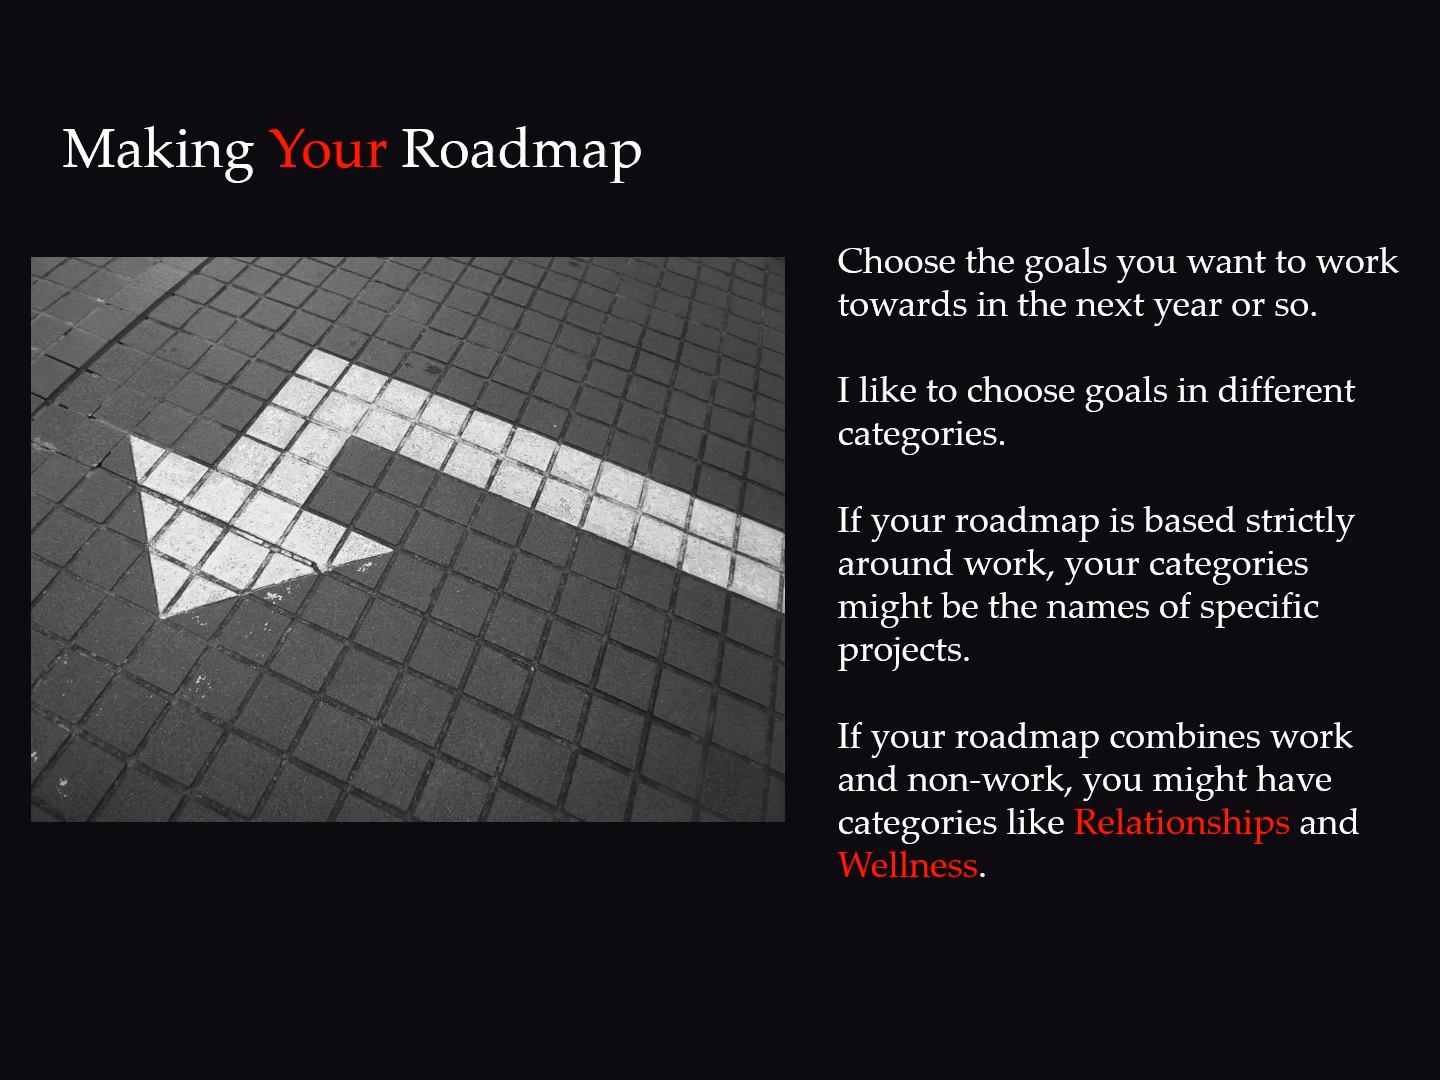 Making Your Roadmap
Choose the goals you want to work
towards in the next year or so.
I like to choose goals in different
categories.
If your roadmap is based strictly
around work, your categories
might be the names of specific
projects.
If your roadmap combines work
and non-work, you might have
categories like Relationships and
Wellness.